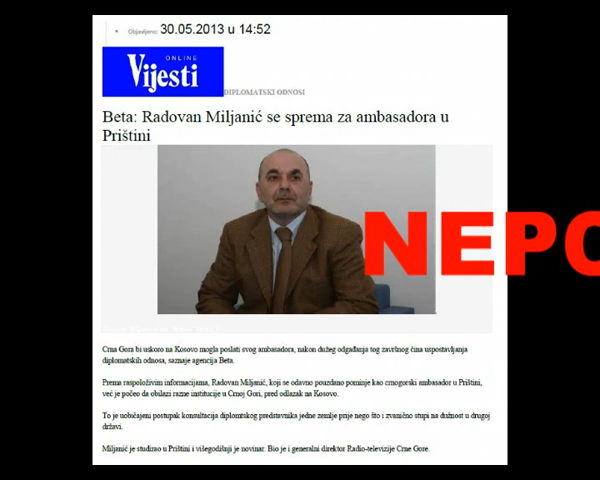 Objavljeno: 30.05.2013 u 14:52
ONLINE
Vijesti
DIPLOMATSKI ODNOSI
Beta: Radovan Miljanić se sprema za ambasadora u
Prištini
NEPO
Crna Gora bi uskoro na Kosovo mogla poslati svog ambasadora, nakon dužeg odgađanja tog završnog čina uspostavljanja
diplomatskih odnosa, saznaje agencija Beta.
Prema raspoloživim informacijama, Radovan Miljanić, koji se odavno pouzdano pominje kao crnogorski ambasador u Prištini,
već je počeo da obilazi razne institucije u Crnoj Gori, pred odlazak na Kosovo.
To je uobičajeni postupak konsultacija diplomtskog predstavnika jedne zemlje prije nego što i zvanično stupi na dužnost u drugoj
državi.
Miljanić je studirao u Prištini i višegodišnji je novinar. Bio je i generalni direktor Radio-televizije Crne Gore.